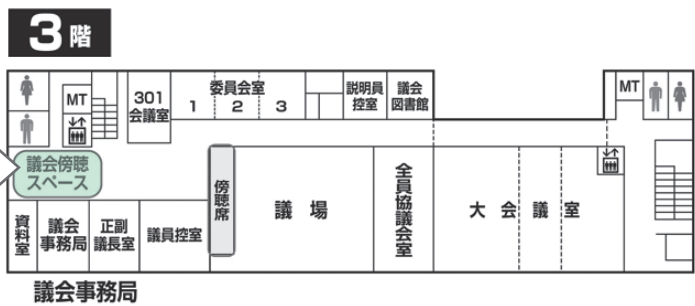 3階
MT
301
会議室
委員会室
1 2 3
説明員
控室
議会
図書館
MT
議会傍聴
スペース
資料室
議会
事務局
正副
議長室
議員控室
傍聴席
議場
全員協議会室
大会議室
議会事務局